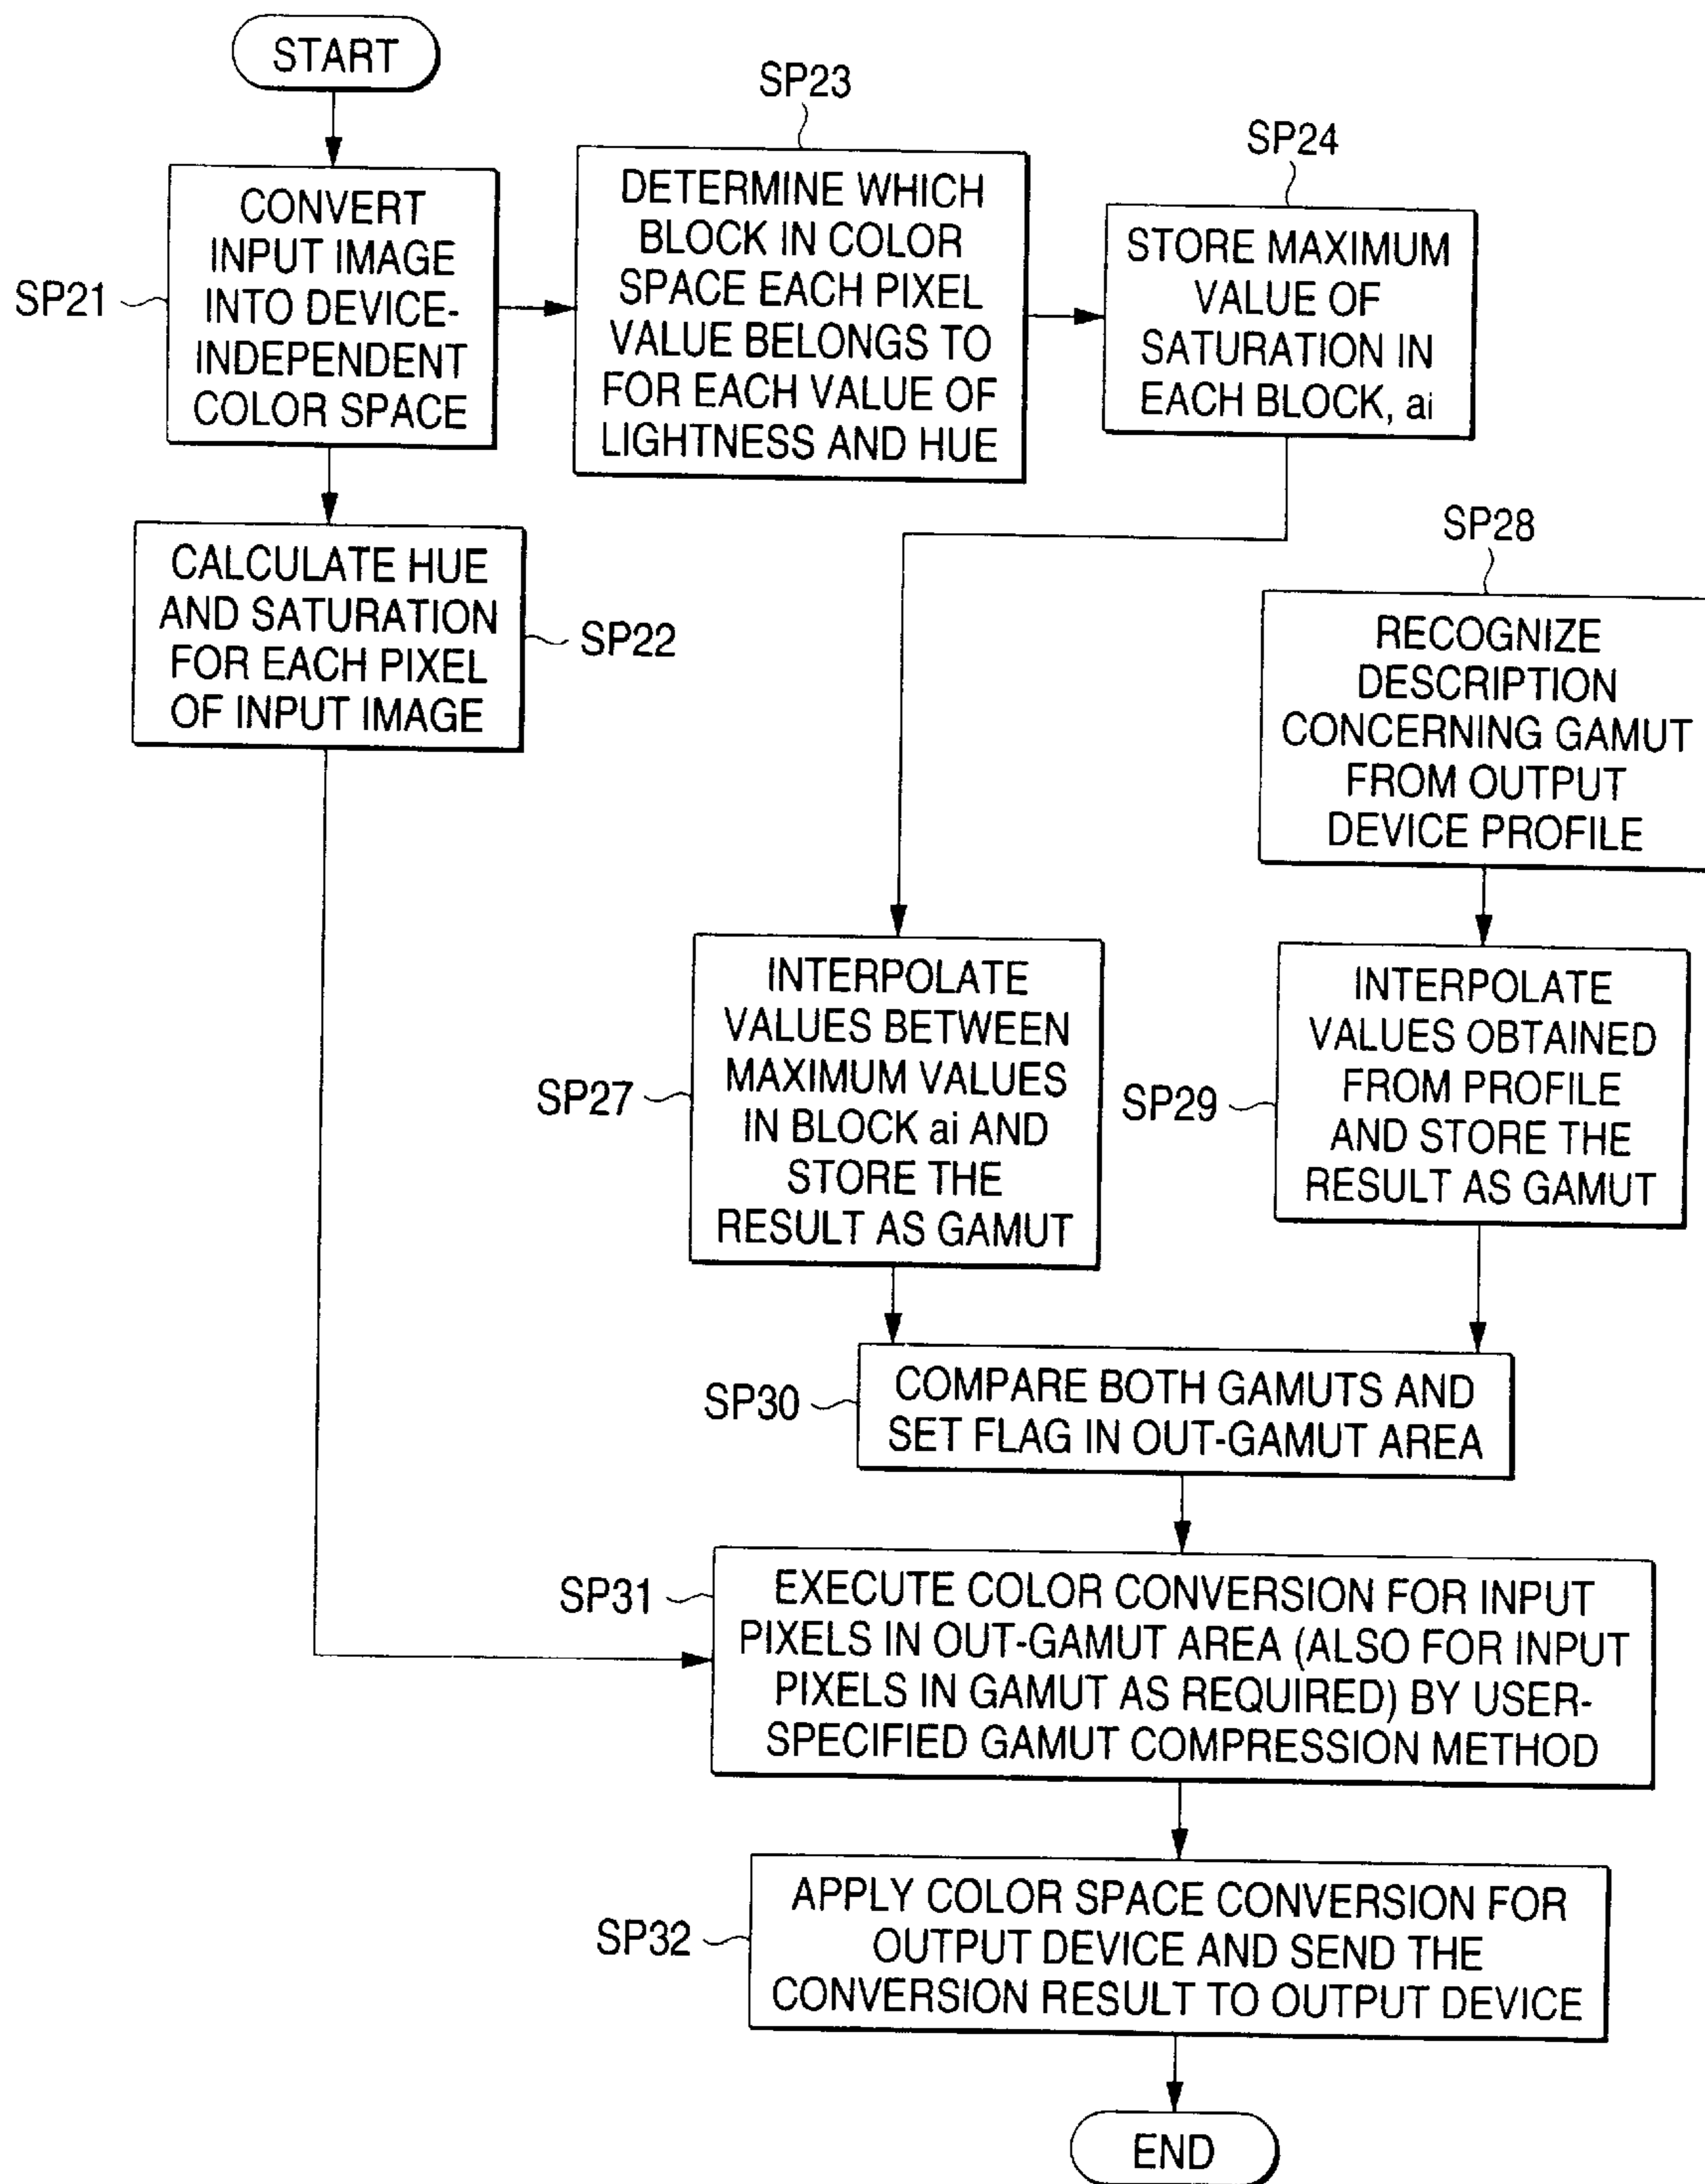 START
SP21
CONVERT
INPUT IMAGE
INTO DEVICE-
INDEPENDENT
COLOR SPACE
SP23
DETERMINE WHICH
BLOCK IN COLOR
SPACE EACH PIXEL
VALUE BELONGS TO
FOR EACH VALUE OF
LIGHTNESS AND HUE
SP24
STORE MAXIMUM
VALUE OF
SATURATION IN
EACH BLOCK, ai
CALCULATE HUE
AND SATURATION
FOR EACH PIXEL
OF INPUT IMAGE
SP22
SP28
RECOGNIZE
DESCRIPTION
CONCERNING GAMUT
FROM OUTPUT
DEVICE PROFILE
SP27
INTERPOLATE
VALUES BETWEEN
MAXIMUM VALUES
IN BLOCK ai AND
STORE THE
RESULT AS GAMUT
SP29
INTERPOLATE
VALUES OBTAINED
FROM PROFILE
AND STORE THE
RESULT AS GAMUT
SP30
COMPARE BOTH GAMUTS AND
SET FLAG IN OUT-GAMUT AREA
SP31
EXECUTE COLOR CONVERSION FOR INPUT
PIXELS IN OUT-GAMUT AREA (ALSO FOR INPUT
PIXELS IN GAMUT AS REQUIRED) BY USER-
SPECIFIED GAMUT COMPRESSION METHOD
SP32
APPLY COLOR SPACE CONVERSION FOR
OUTPUT DEVICE AND SEND THE
CONVERSION RESULT TO OUTPUT DEVICE
END